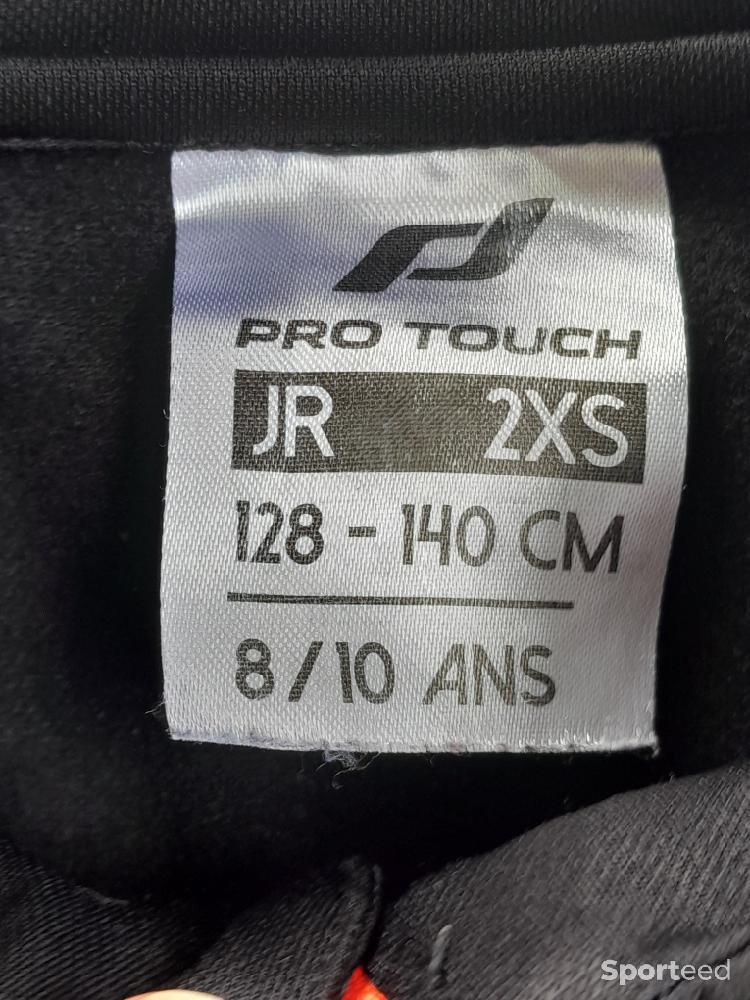 PRO TOUCH
JR 2XS
128 - 140 CM
8/10 ANS
Sporteed